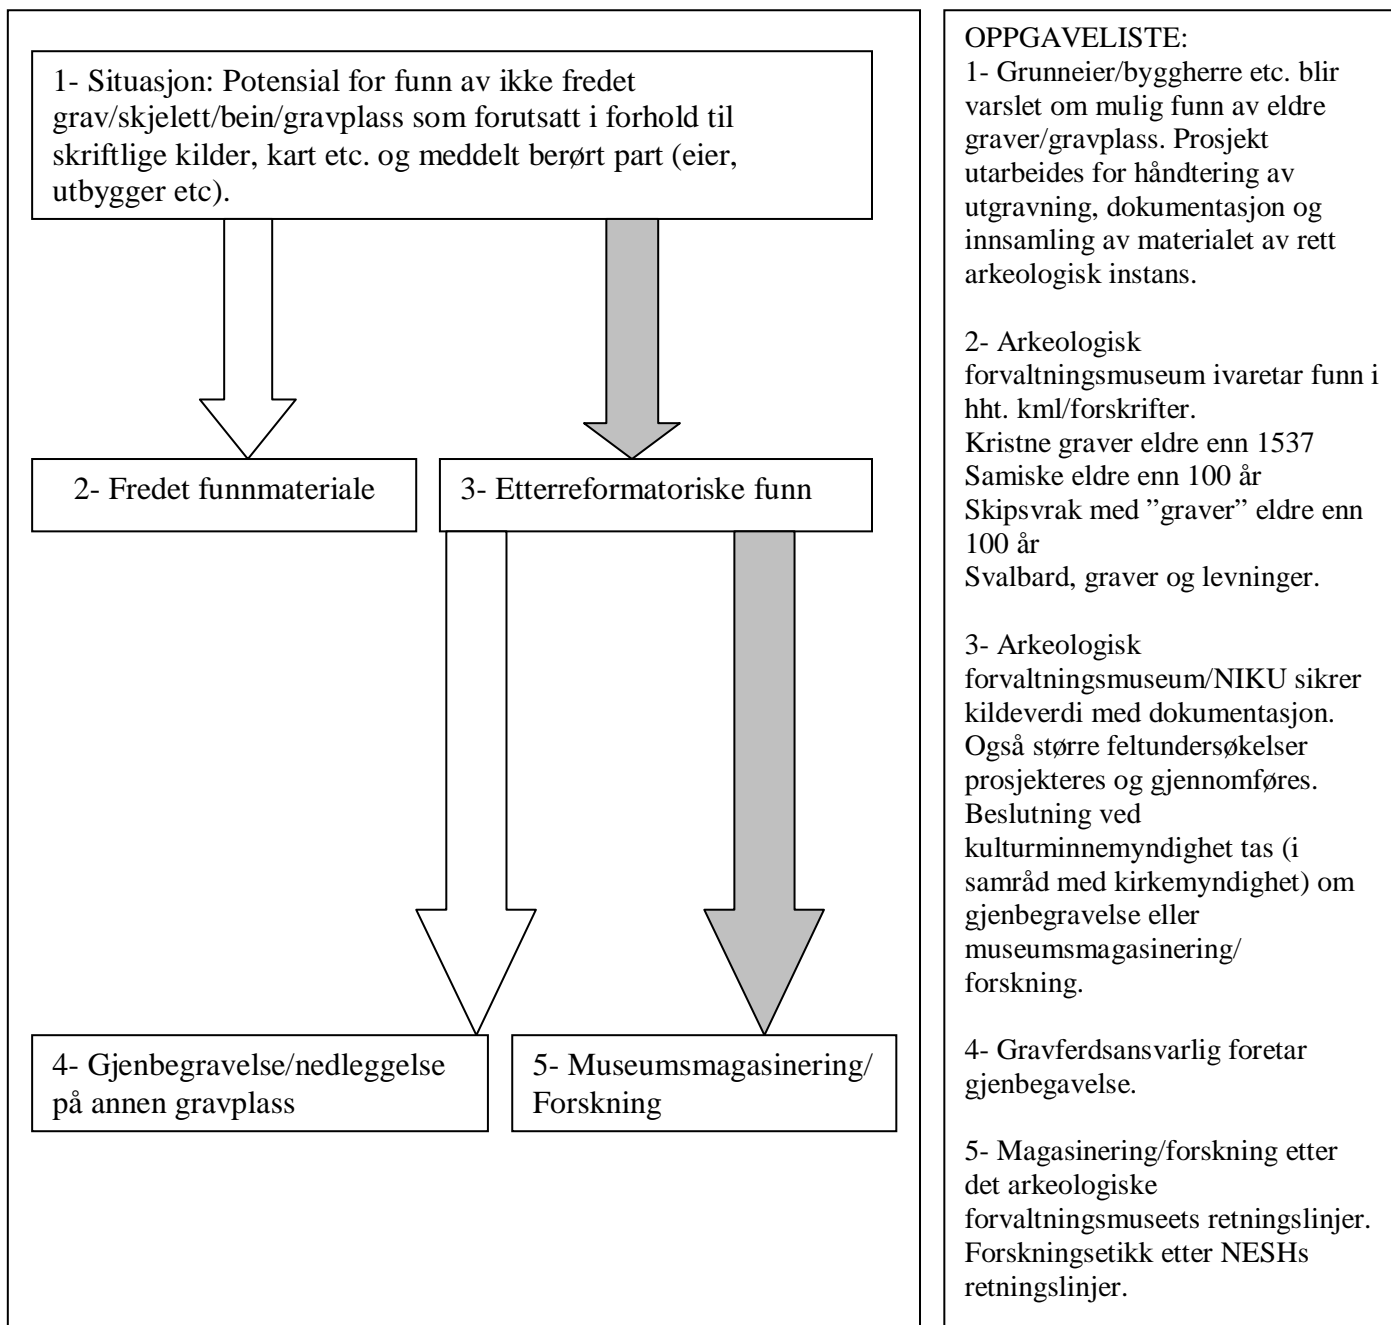 1- Situasjon: Potensial for funn av ikke fredet
grav/skjelett/bein/gravplass som forutsatt i forhold til
skriftlige kilder, kart etc. og meddelt berørt part (eier,
utbygger etc).
2- Fredet funnmateriale
3- Etterreformatoriske funn
4- Gjenbegravelse/nedleggelse
på annen gravplass
5- Museumsmagasinering/
Forskning
OPPGAVELISTE:
1- Grunneier/byggherre etc. blir
varslet om mulig funn av eldre
graver/gravplass. Prosjekt
utarbeides for håndtering av
utgravning, dokumentasjon og
innsamling av materialet av rett
arkeologisk instans.
2- Arkeologisk
forvaltningsmuseum ivaretar funn i
hht. kml/forskrifter.
Kristne graver eldre enn 1537
Samiske eldre enn 100 år
Skipsvrak med ”graver” eldre enn
100 år
Svalbard, graver og levninger.
3- Arkeologisk
forvaltningsmuseum/NIKU sikrer
kildeverdi med dokumentasjon.
Også større feltundersøkelser
prosjekteres og gjennomføres.
Beslutning ved
kulturminnemyndighet tas (i
samråd med kirkemyndighet) om
gjenbegravelse eller
museumsmagasinering/
forskning.
4- Gravferdsansvarlig foretar
gjenbegavelse.
5- Magasinering/forskning etter
det arkeologiske
forvaltningsmuseets retningslinjer.
Forskningsetikk etter NESHs
retningslinjer.